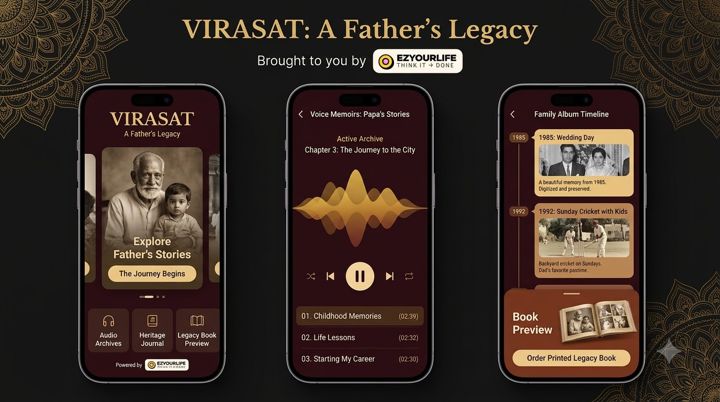 VIRASAT: A Father's Legacy
Brought to you by
EZYOURLIFE
THINK IT → DONE
VIRASAT
A Father's Legacy
Explore
Father's Stories
The Journey Begins
Audio
Archives
Heritage
Journal
Legacy Book
Preview
Powered by
EZYOURLIFE
THINK IT → DONE
Voice Memoirs: Papa's Stories
Active Archive
Chapter 3: The Journey to the City
01. Childhood Memories (02:39)
02. Life Lessons (02:32)
03. Starting My Career (02:30)
Family Album Timeline
1985
1985: Wedding Day
A beautiful memory from 1985.
Digitized and preserved.
1992
1992: Sunday Cricket with Kids
Backyard cricket on Sundays.
Dad's favorite pastime.
Book
Preview
Order Printed Legacy Book